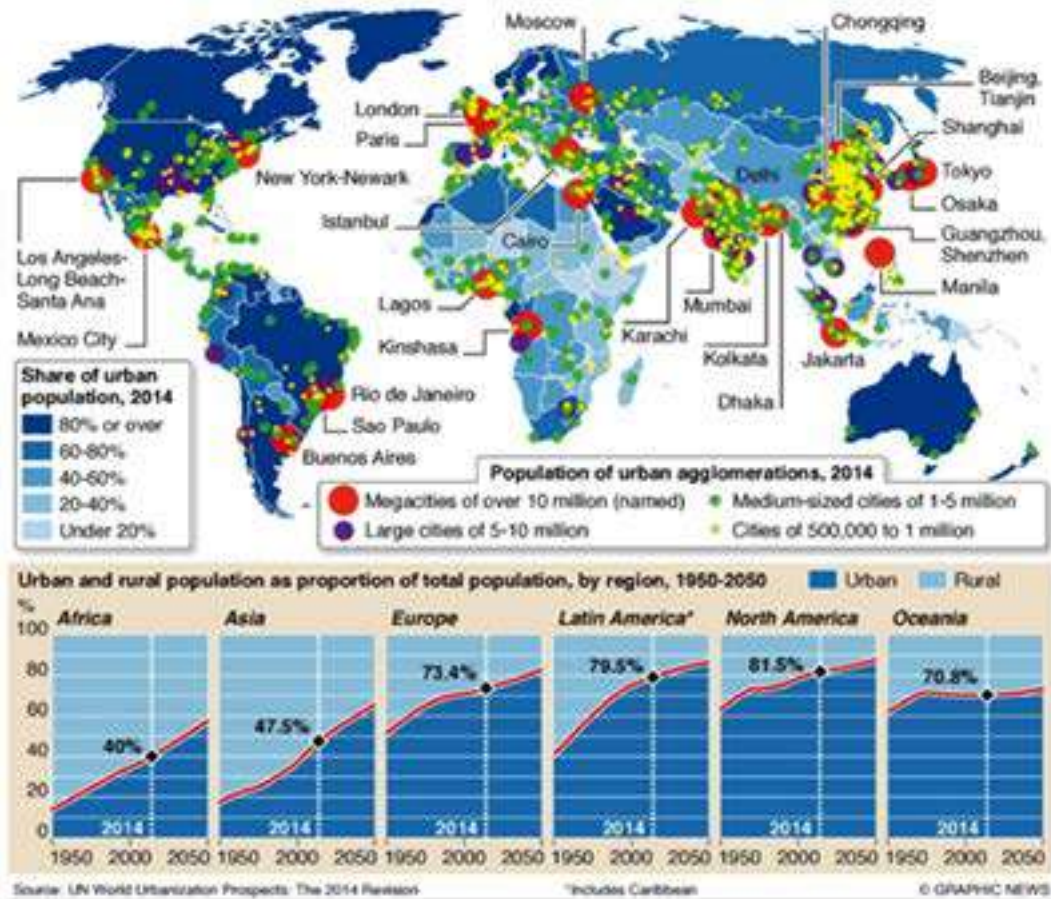 Moscow
Chongqing
Beijing,
Tianjin
London
Paris
Shanghai
New York-Newark
Delhi
Tokyo
Istanbul
Osaka
Cairo
Guangzhou,
Shenzhen
Los Angeles-
Long Beach-
Santa Ana
Manila
Lagos
Mumbai
Mexico City
Kinshasa
Karachi
Kolkata
Jakarta
Share of urban
population, 2014
80% or over
60-80%
40-60%
20-40%
Under 20%
Rio de Janeiro
Dhaka
Sao Paulo
Buenos Aires
Population of urban agglomerations, 2014
Megacities of over 10 million (named)
Medium-sized cities of 1-5 million
Large cities of 5-10 million
Cities of 500,000 to 1 million
Urban and rural population as proportion of total population, by region, 1950-2050
Urban
Rural
%
100
80
60
40
20
0
Africa
40%
2014
1950 2000 2050
Asia
47.5%
2014
1950 2000 2050
Europe
73.4%
2014
1950 2000 2050
Latin America*
79.5%
2014
1950 2000 2050
North America
81.5%
2014
1950 2000 2050
Oceania
70.8%
2014
1950 2000 2050
Source: UN World Urbanization Prospects: The 2014 Revision
*Includes Caribbean
© GRAPHIC NEWS